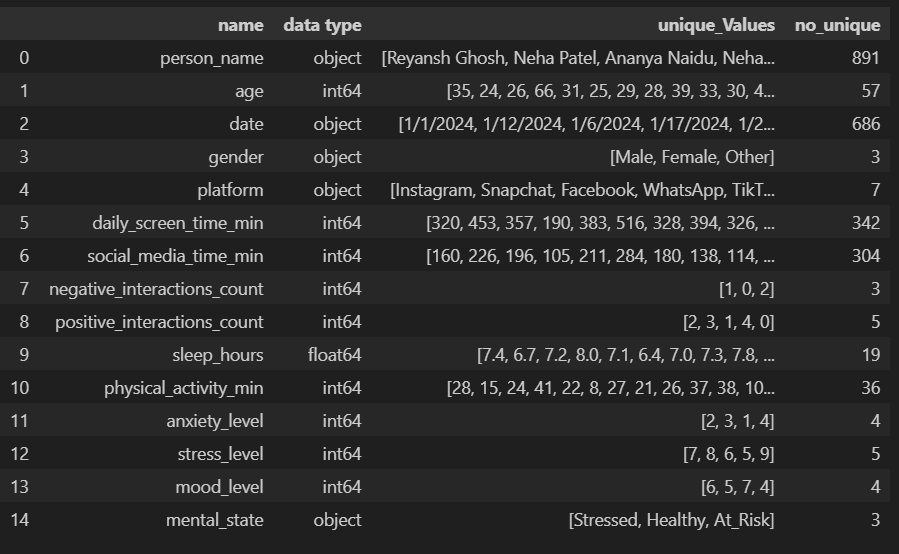 name data type unique_Values no_unique
0 person_name object [Reyansh Ghosh, Neha Patel, Ananya Naidu, Neha... 891
1 age int64 [35, 24, 26, 66, 31, 25, 29, 28, 39, 33, 30, 4... 57
2 date object [1/1/2024, 1/12/2024, 1/6/2024, 1/17/2024, 1/2... 686
3 gender object [Male, Female, Other] 3
4 platform object [Instagram, Snapchat, Facebook, WhatsApp, TikT... 7
5 daily_screen_time_min int64 [320, 453, 357, 190, 383, 516, 328, 394, 326, ... 342
6 social_media_time_min int64 [160, 226, 196, 105, 211, 284, 180, 138, 114, ... 304
7 negative_interactions_count int64 [1, 0, 2] 3
8 positive_interactions_count int64 [2, 3, 1, 4, 0] 5
9 sleep_hours float64 [7.4, 6.7, 7.2, 8.0, 7.1, 6.4, 7.0, 7.3, 7.8, ... 19
10 physical_activity_min int64 [28, 15, 24, 41, 22, 8, 27, 21, 26, 37, 38, 10... 36
11 anxiety_level int64 [2, 3, 1, 4] 4
12 stress_level int64 [7, 8, 6, 5, 9] 5
13 mood_level int64 [6, 5, 7, 4] 4
14 mental_state object [Stressed, Healthy, At_Risk] 3